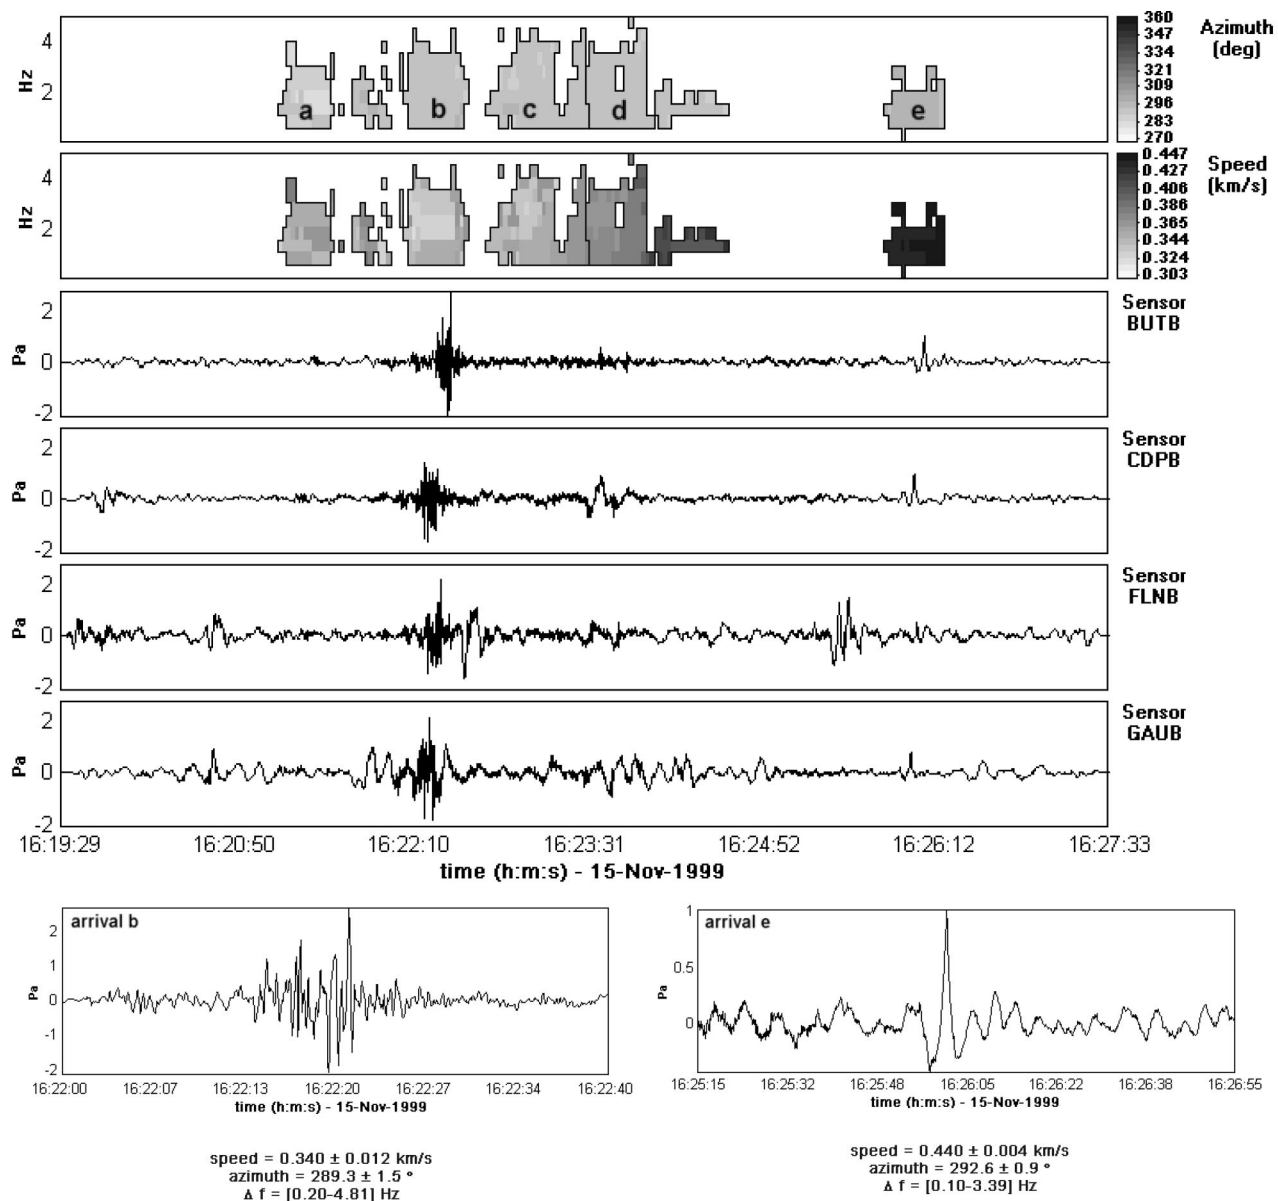 4
2
Hz
a
b
c
d
e
360
347
334
321
309
296
283
270
Azimuth
(deg)
4
2
Hz
0.447
0.427
0.406
0.386
0.365
0.344
0.324
0.303
Speed
(km/s)
2
0
-2
Pa
Sensor
BUTB
2
0
-2
Pa
Sensor
CDPB
2
0
-2
Pa
Sensor
FLNB
2
0
-2
Pa
Sensor
GAUB
16:19:29 16:20:50 16:22:10 16:23:31 16:24:52 16:26:12 16:27:33
time (h:m:s) - 15-Nov-1999
arrival b
2
1
0
-1
-2
Pa
16:22:00 16:22:07 16:22:13 16:22:20 16:22:27 16:22:34 16:22:40
time (h:m:s) - 15-Nov-1999
speed = 0.340 ± 0.012 km/s
azimuth = 289.3 ± 1.5 °
Δ f = [0.20-4.81] Hz
arrival e
1
0.5
0
Pa
16:25:15 16:25:32 16:25:48 16:26:05 16:26:22 16:26:38 16:26:55
time (h:m:s) - 15-Nov-1999
speed = 0.440 ± 0.004 km/s
azimuth = 292.6 ± 0.9 °
Δ f = [0.10-3.39] Hz